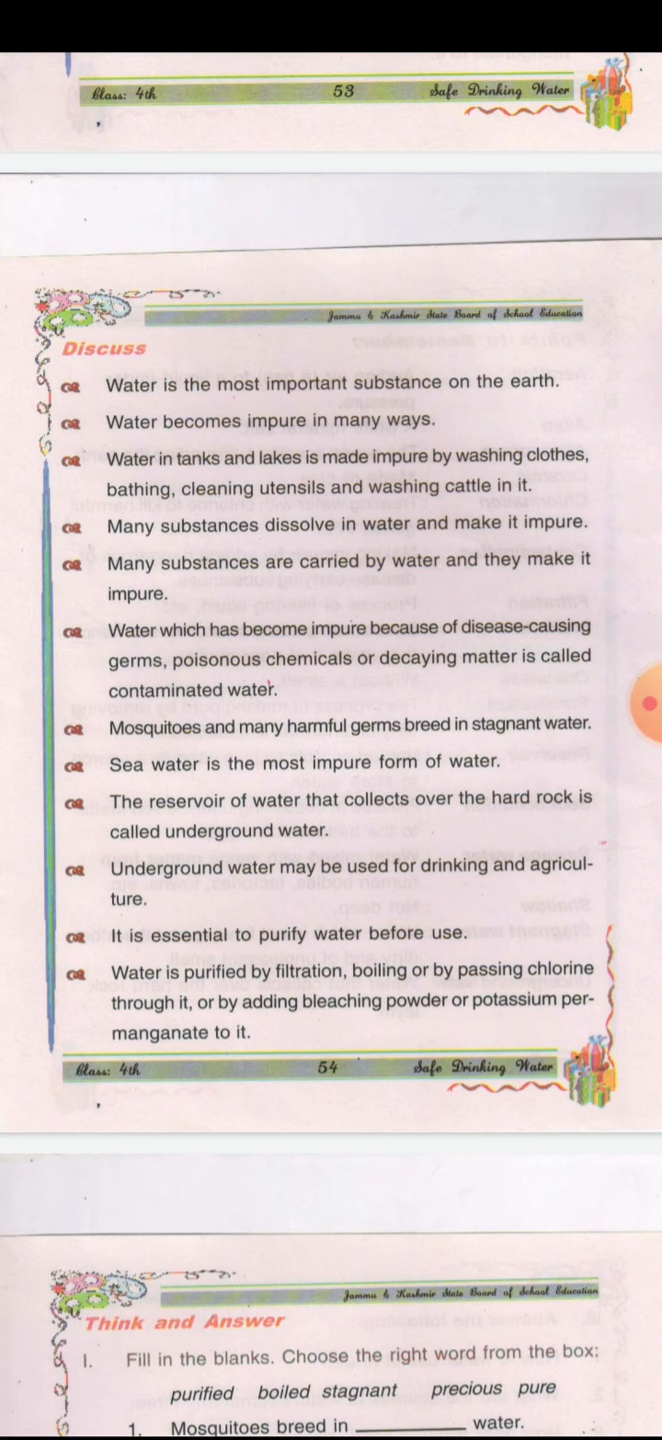 Class: 4th 53 Safe Drinking Water
Jammu & Kashmir State Board of School Education
Discuss
Water is the most important substance on the earth.
Water becomes impure in many ways.
Water in tanks and lakes is made impure by washing clothes,
bathing, cleaning utensils and washing cattle in it.
Many substances dissolve in water and make it impure.
Many substances are carried by water and they make it
impure.
Water which has become impure because of disease-causing
germs, poisonous chemicals or decaying matter is called
contaminated water.
Mosquitoes and many harmful germs breed in stagnant water.
Sea water is the most impure form of water.
The reservoir of water that collects over the hard rock is
called underground water.
Underground water may be used for drinking and agricul-
ture.
It is essential to purify water before use.
Water is purified by filtration, boiling or by passing chlorine
through it, or by adding bleaching powder or potassium per-
manganate to it.
Class: 4th 54 Safe Drinking Water
Jammu & Kashmir State Board of School Education
Think and Answer
I. Fill in the blanks. Choose the right word from the box:
purified boiled stagnant precious pure
1. Mosquitoes breed in __________ water.